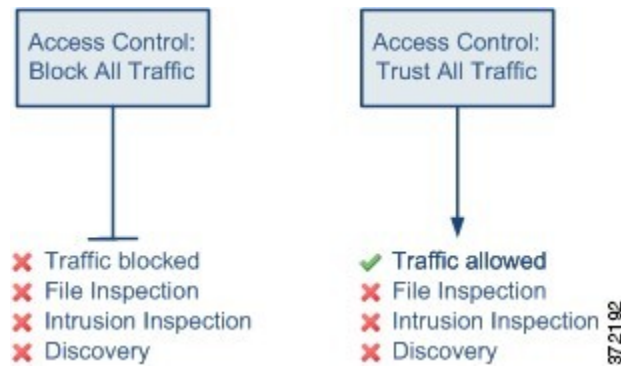 Access Control:
Block All Traffic
Traffic blocked
File Inspection
Intrusion Inspection
Discovery
Access Control:
Trust All Traffic
Traffic allowed
File Inspection
Intrusion Inspection
Discovery
372192